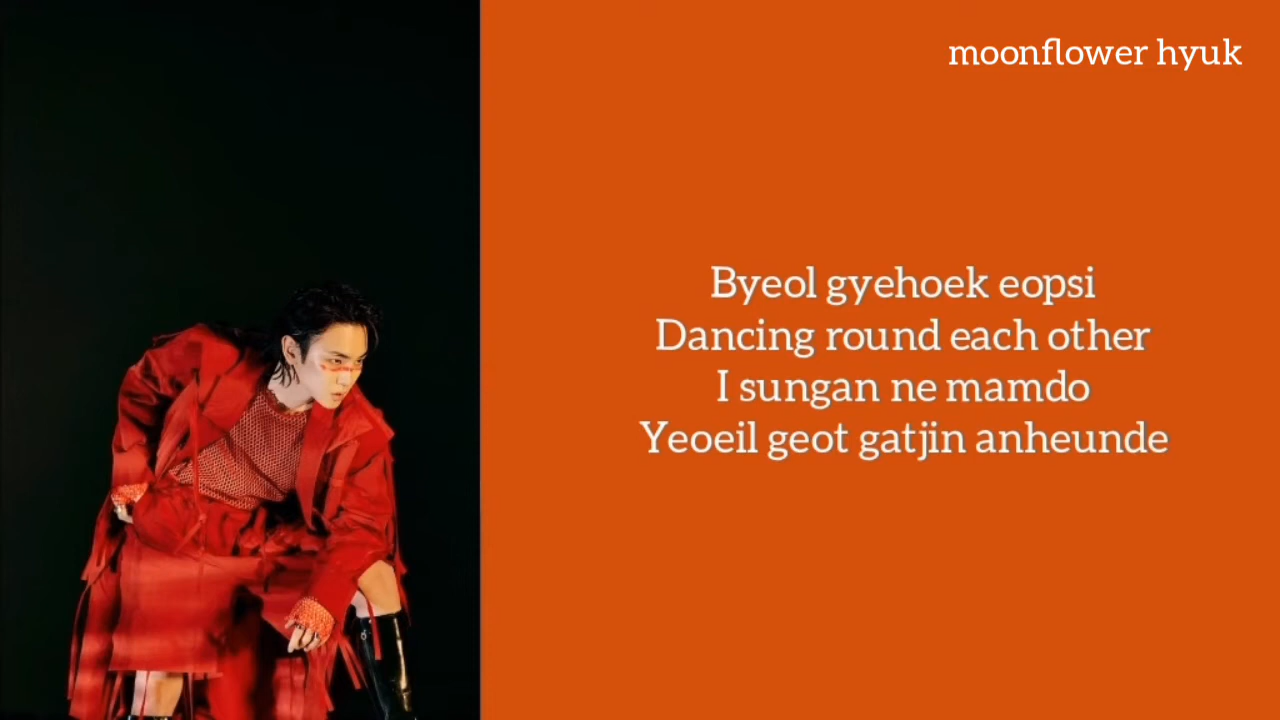 moonflower hyuk
Byeol gyehoek eopsi
Dancing round each other
I sungan ne mamdo
Yeoeil geot gatjin anheunde